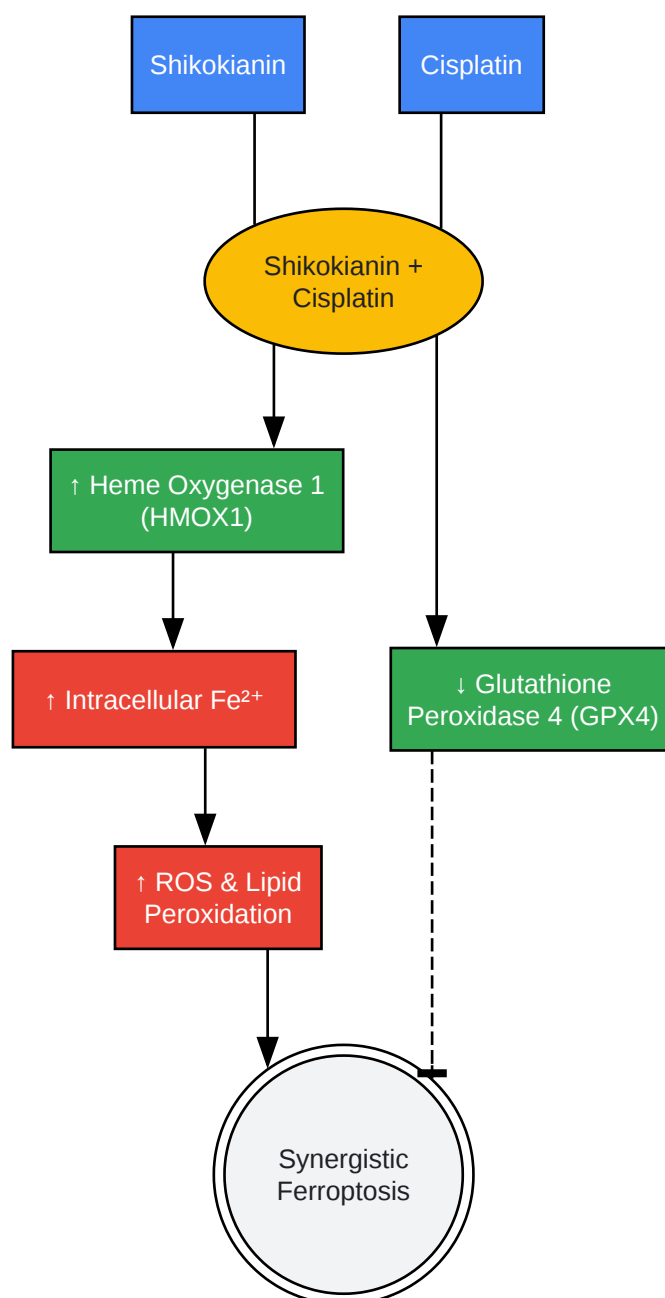 Shikokianin
Cisplatin
Shikokianin +
Cisplatin
↑ Heme Oxygenase 1
(HMOX1)
↑ Intracellular Fe²⁺
↓ Glutathione
Peroxidase 4 (GPX4)
↑ ROS & Lipid
Peroxidation
Synergistic
Ferroptosis